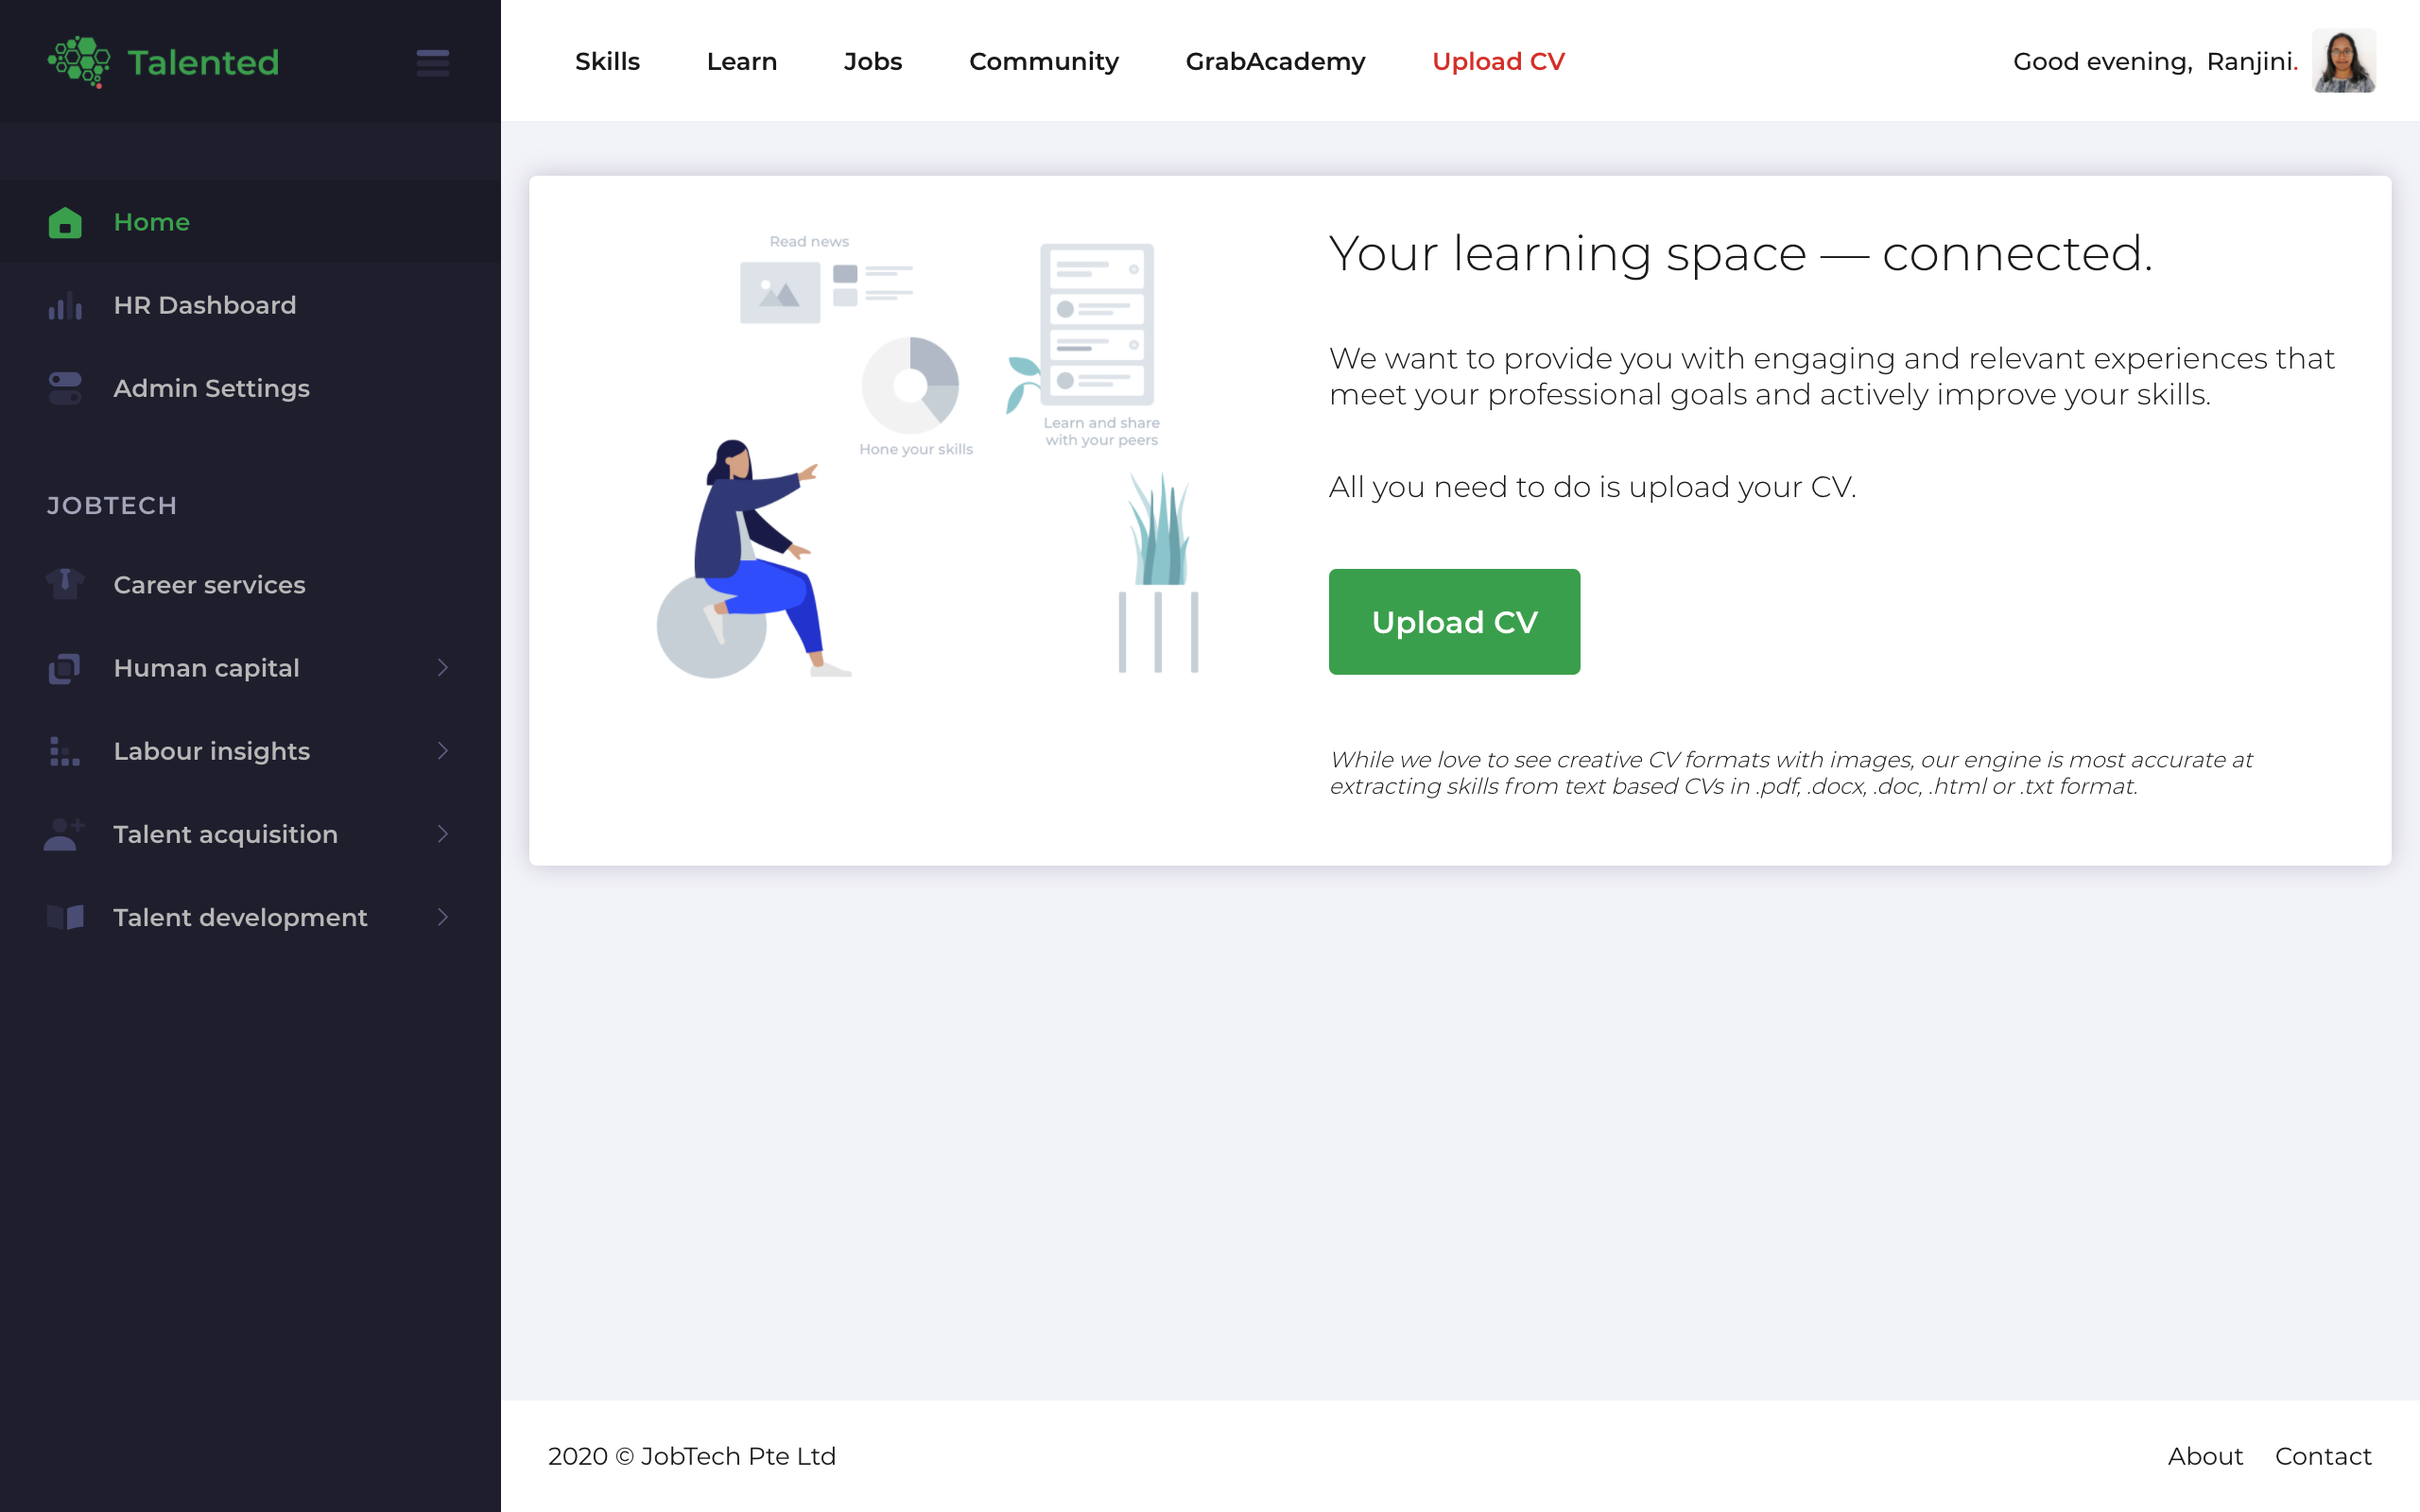 Talented
Skills
Learn
Jobs
Community
GrabAcademy
Upload CV
Good evening, Ranjini.
Home
HR Dashboard
Admin Settings
JOBTECH
Career services
Human capital
Labour insights
Talent acquisition
Talent development
Read news
Hone your skills
Learn and share
with your peers
Your learning space — connected.
We want to provide you with engaging and relevant experiences that
meet your professional goals and actively improve your skills.
All you need to do is upload your CV.
Upload CV
While we love to see creative CV formats with images, our engine is most accurate at
extracting skills from text based CVs in .pdf, .docx, .doc, .html or .txt format.
2020 © JobTech Pte Ltd
About
Contact